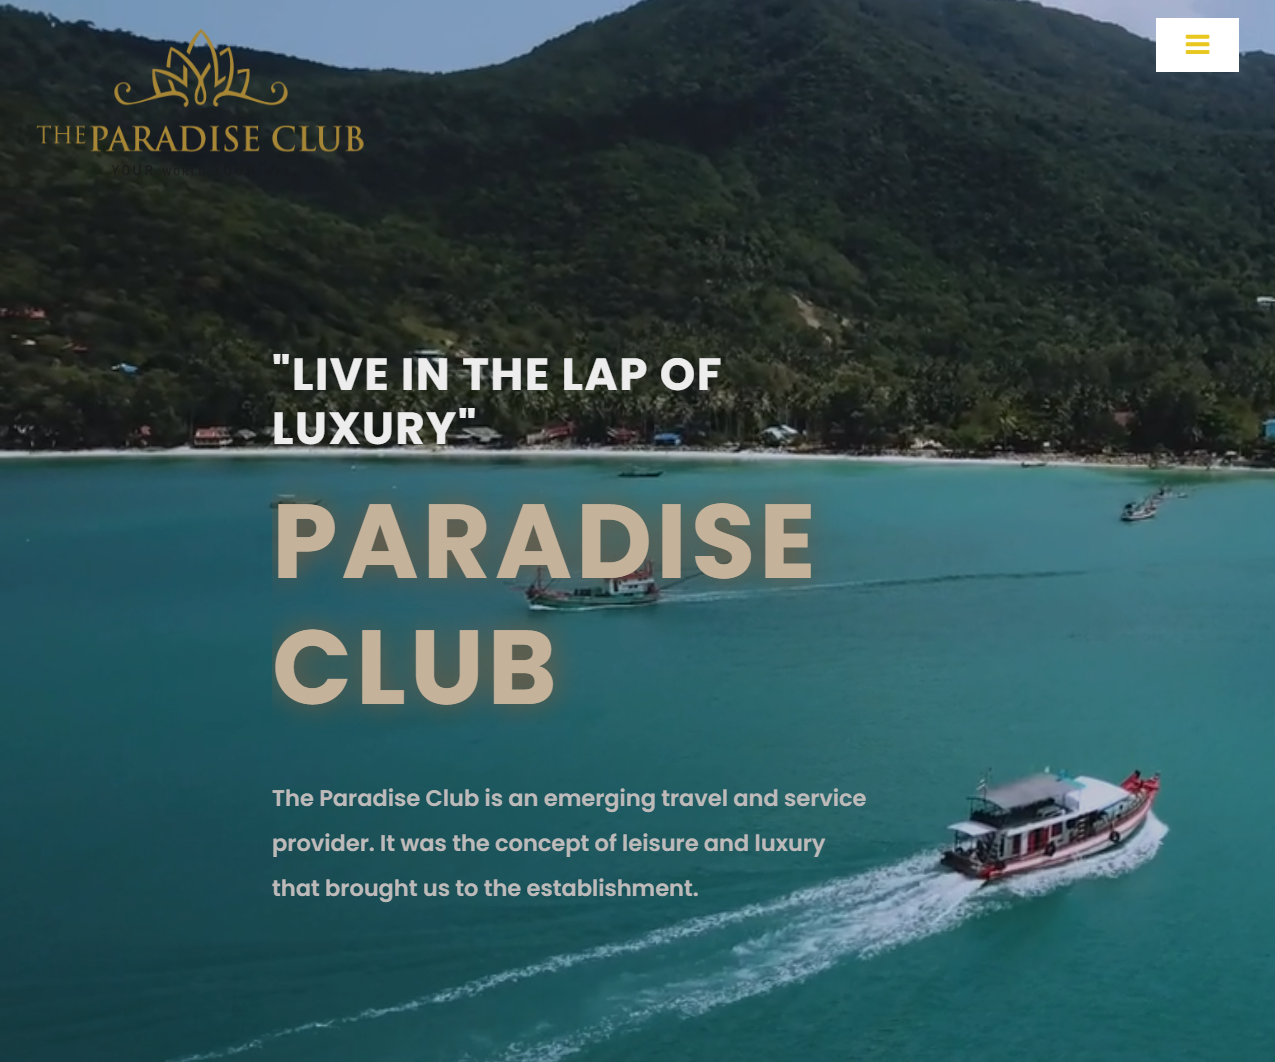 THE PARADISE CLUB
YOUR
"LIVE IN THE LAP OF
LUXURY"
PARADISE
CLUB
The Paradise Club is an emerging travel and service
provider. It was the concept of leisure and luxury
that brought us to the establishment.